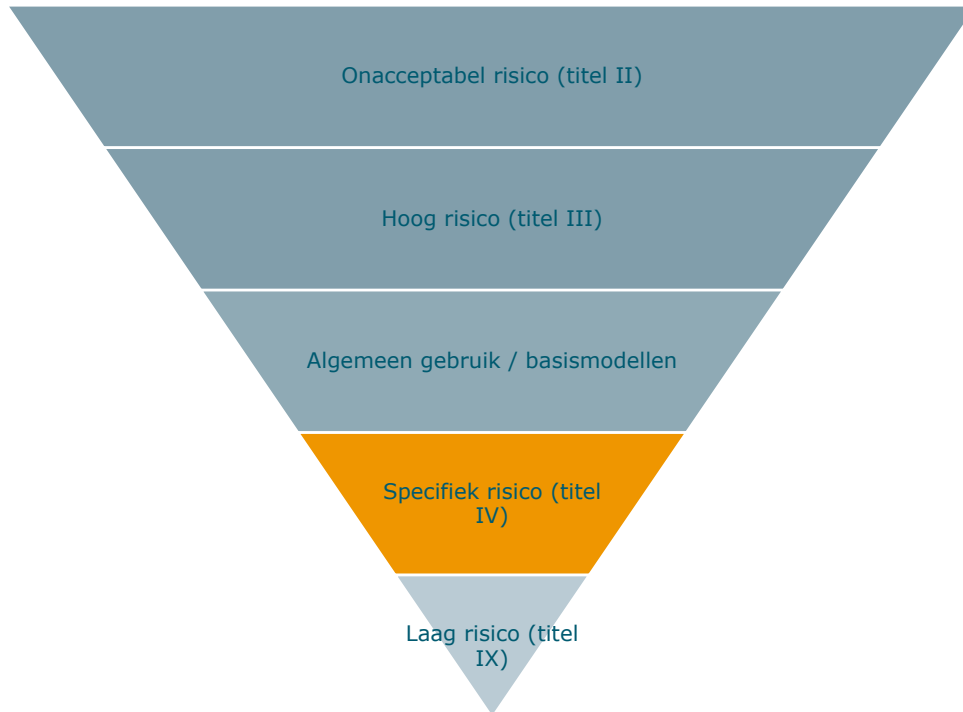 Onacceptabel risico (titel II)
Hoog risico (titel III)
Algemeen gebruik / basismodellen
Specifiek risico (titel
IV)
Laag risico (titel
IX)